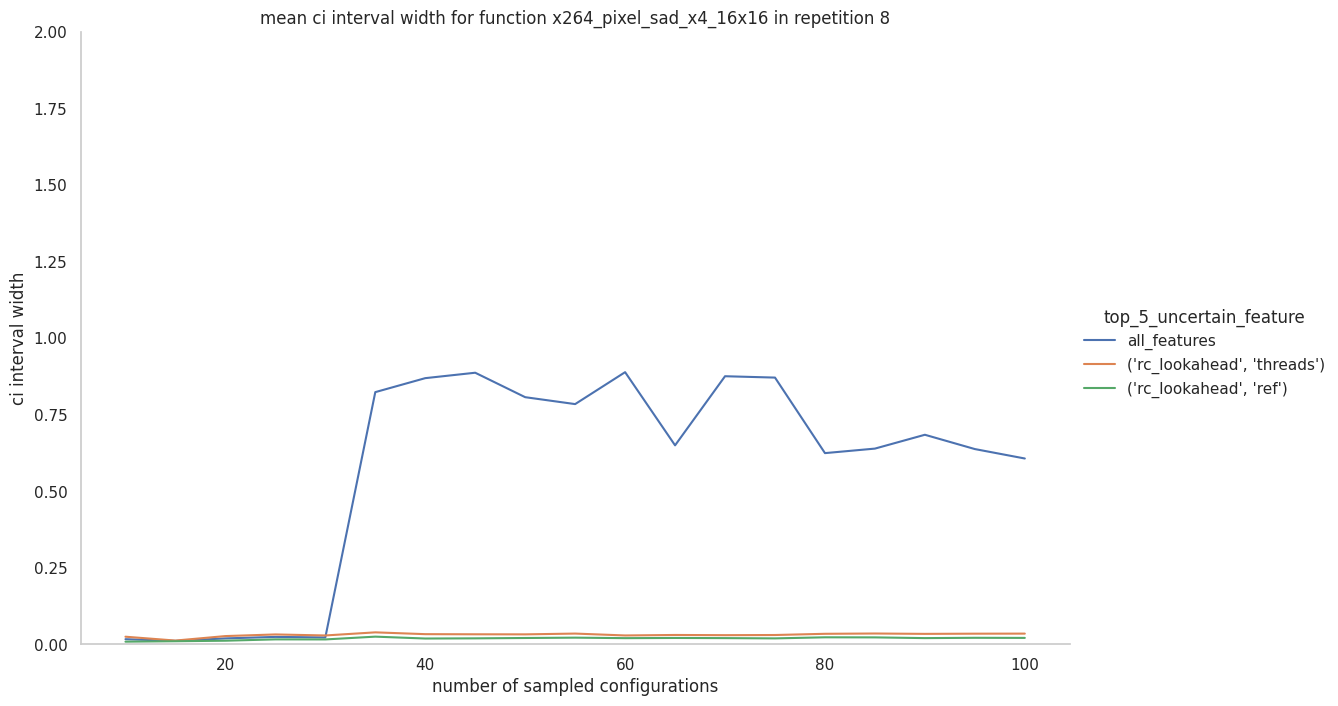 mean ci interval width for function x264_pixel_sad_x4_16x16 in repetition 8
2.00
1.75
1.50
1.25
1.00
0.75
0.50
0.25
0.00
ci interval width
20
40
60
80
100
number of sampled configurations
top_5_uncertain_feature
all_features
('rc_lookahead', 'threads')
('rc_lookahead', 'ref')